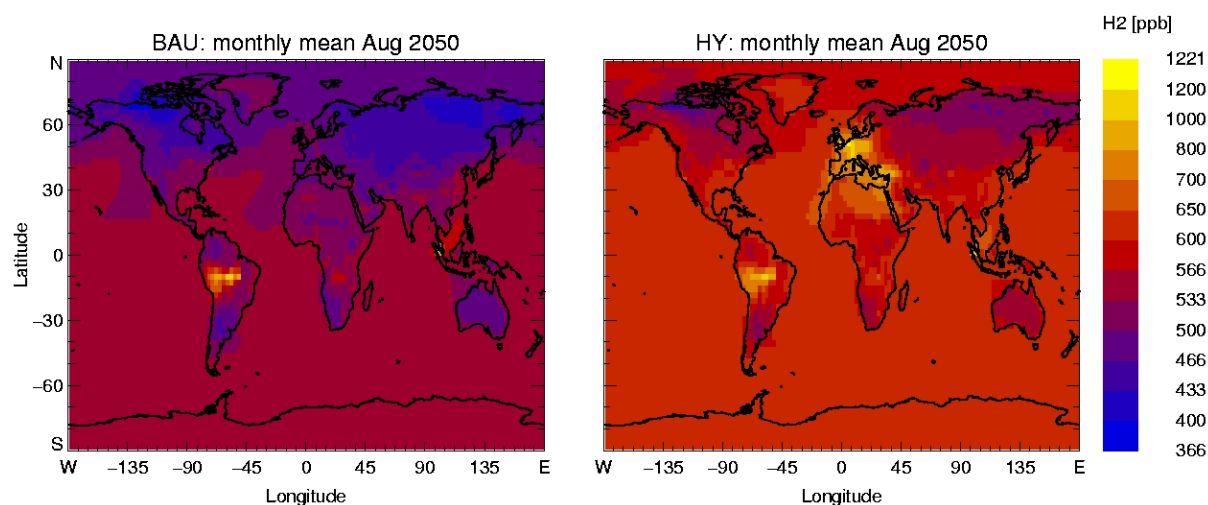 H2 [ppb]
BAU: monthly mean Aug 2050
HY: monthly mean Aug 2050
N
60
30
0
−30
−60
S
Latitude
W −135 −90 −45 0 45 90 135 E
Longitude
W −135 −90 −45 0 45 90 135 E
Longitude
1221
1200
1000
800
700
650
600
566
533
500
466
433
400
366